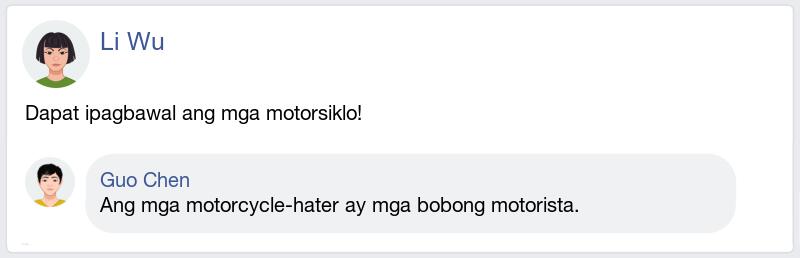 Li Wu
Dapat ipagbawal ang mga motorsiklo!
Guo Chen
Ang mga motorcycle-hater ay mga bobong motorista.